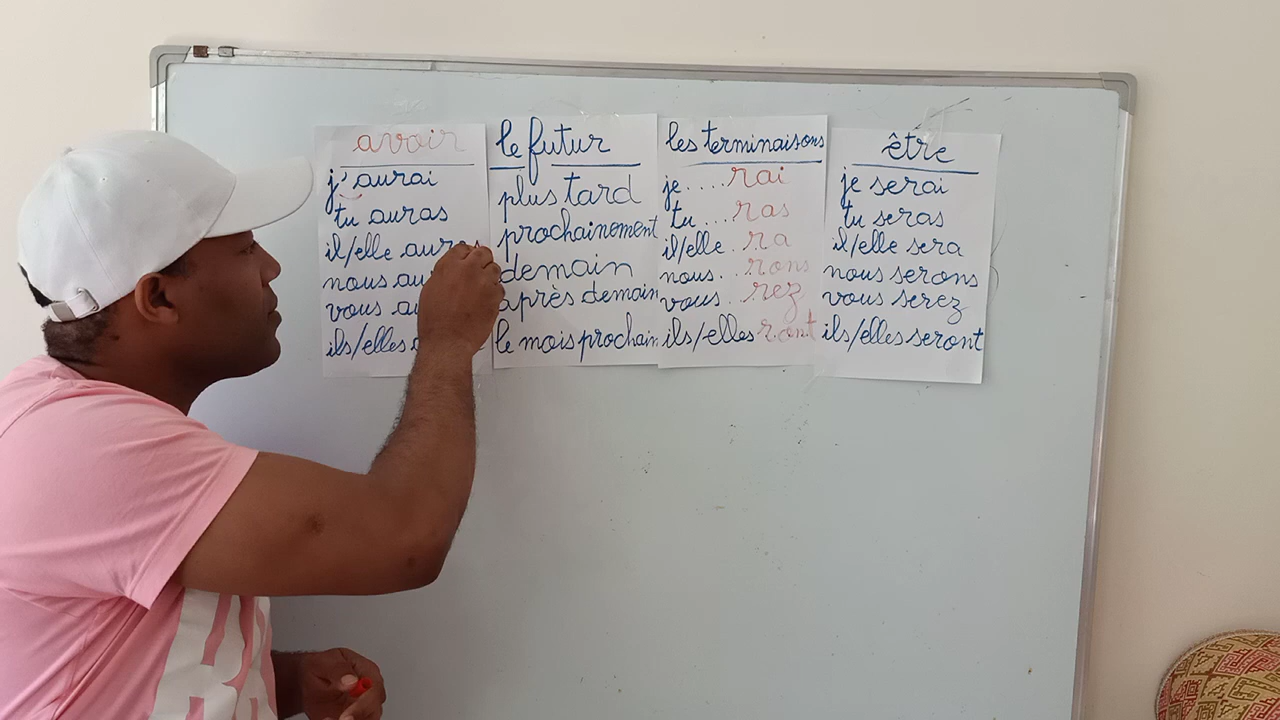 avoir
j'aurai
tu auras
il/elle
nous
vous
ils/elles
le futur
plus tard
prochainement
demain
après demain
le mois prochain
les terminaisons
je....rai
tu ...ras
il/elle..ra
nous...rons
vous...rez
ils/elles ront
être
je serai
tu seras
il/elle sera
nous serons
vous serez
ils/elles seront